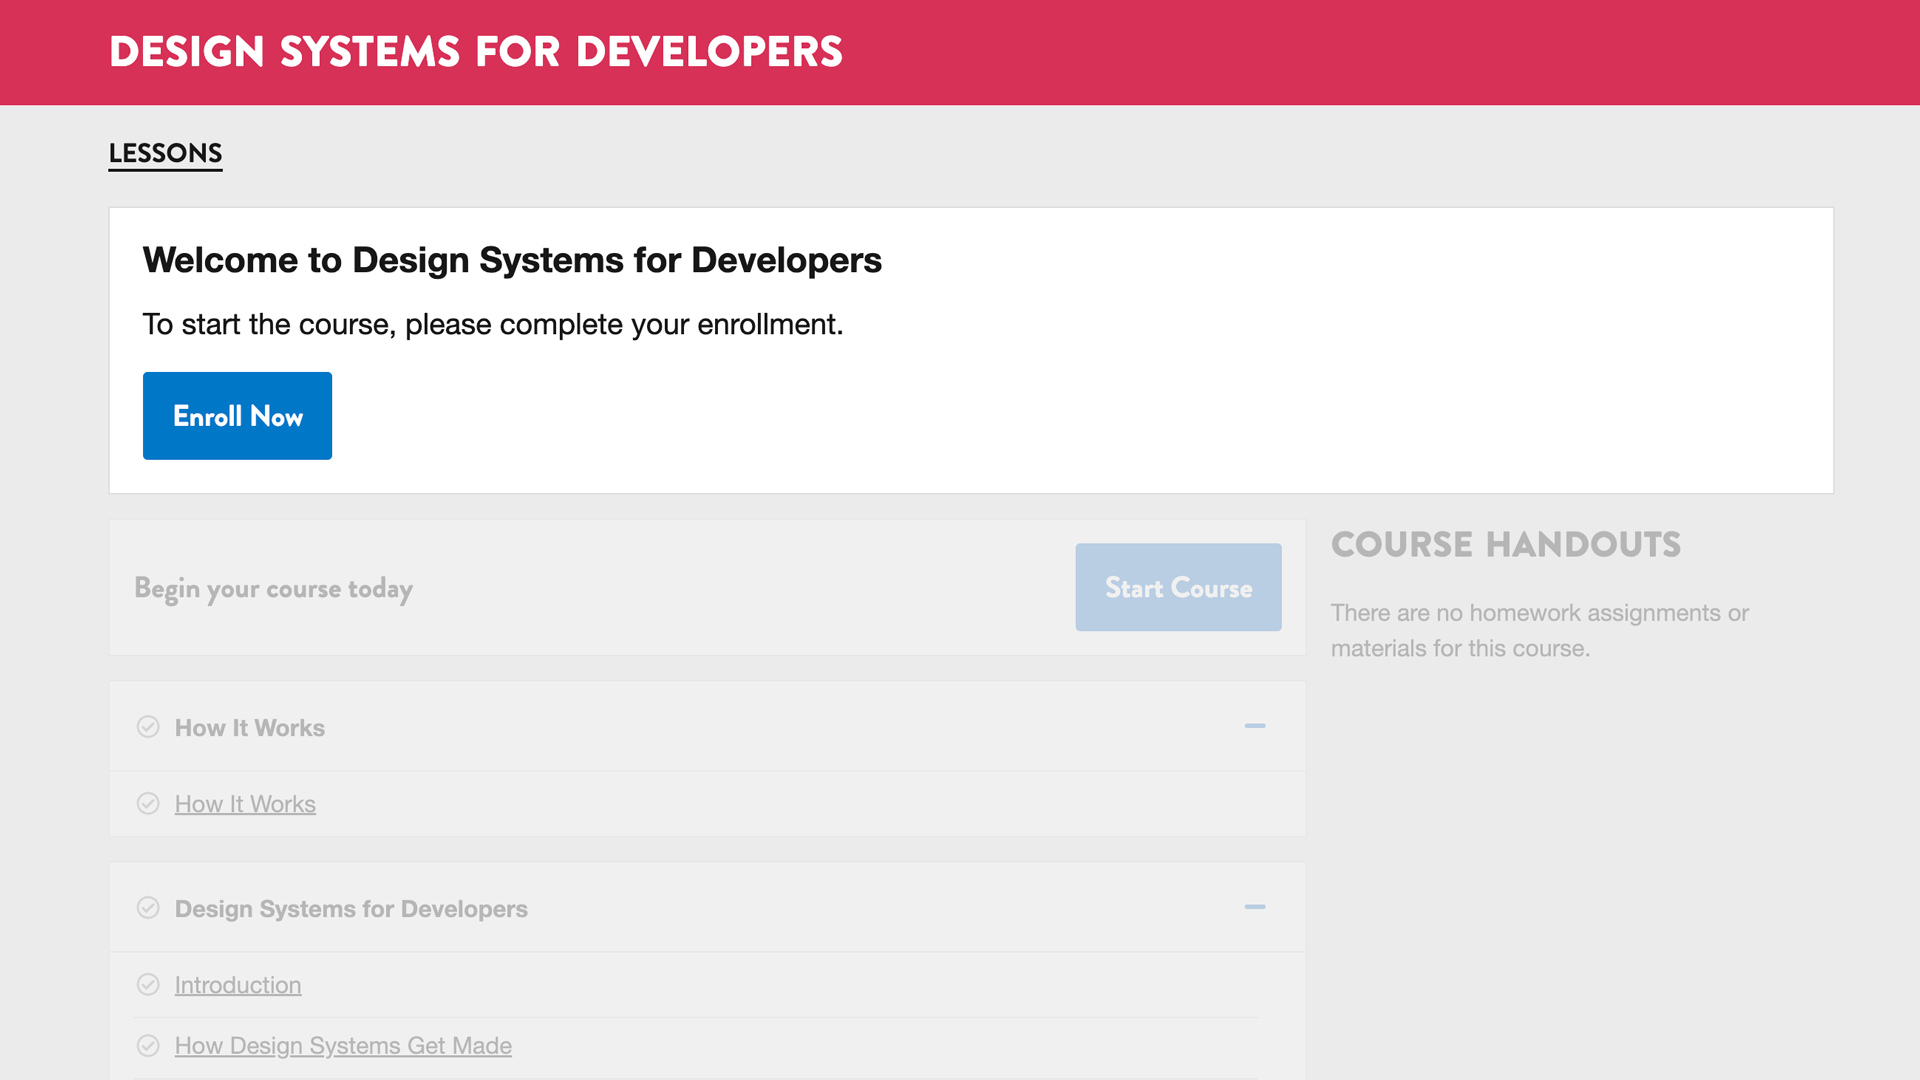 DESIGN SYSTEMS FOR DEVELOPERS
LESSONS
Welcome to Design Systems for Developers
To start the course, please complete your enrollment.
Enroll Now
Begin your course today
Start Course
COURSE HANDOUTS
There are no homework assignments or
materials for this course.
How It Works
How It Works
Design Systems for Developers
Introduction
How Design Systems Get Made